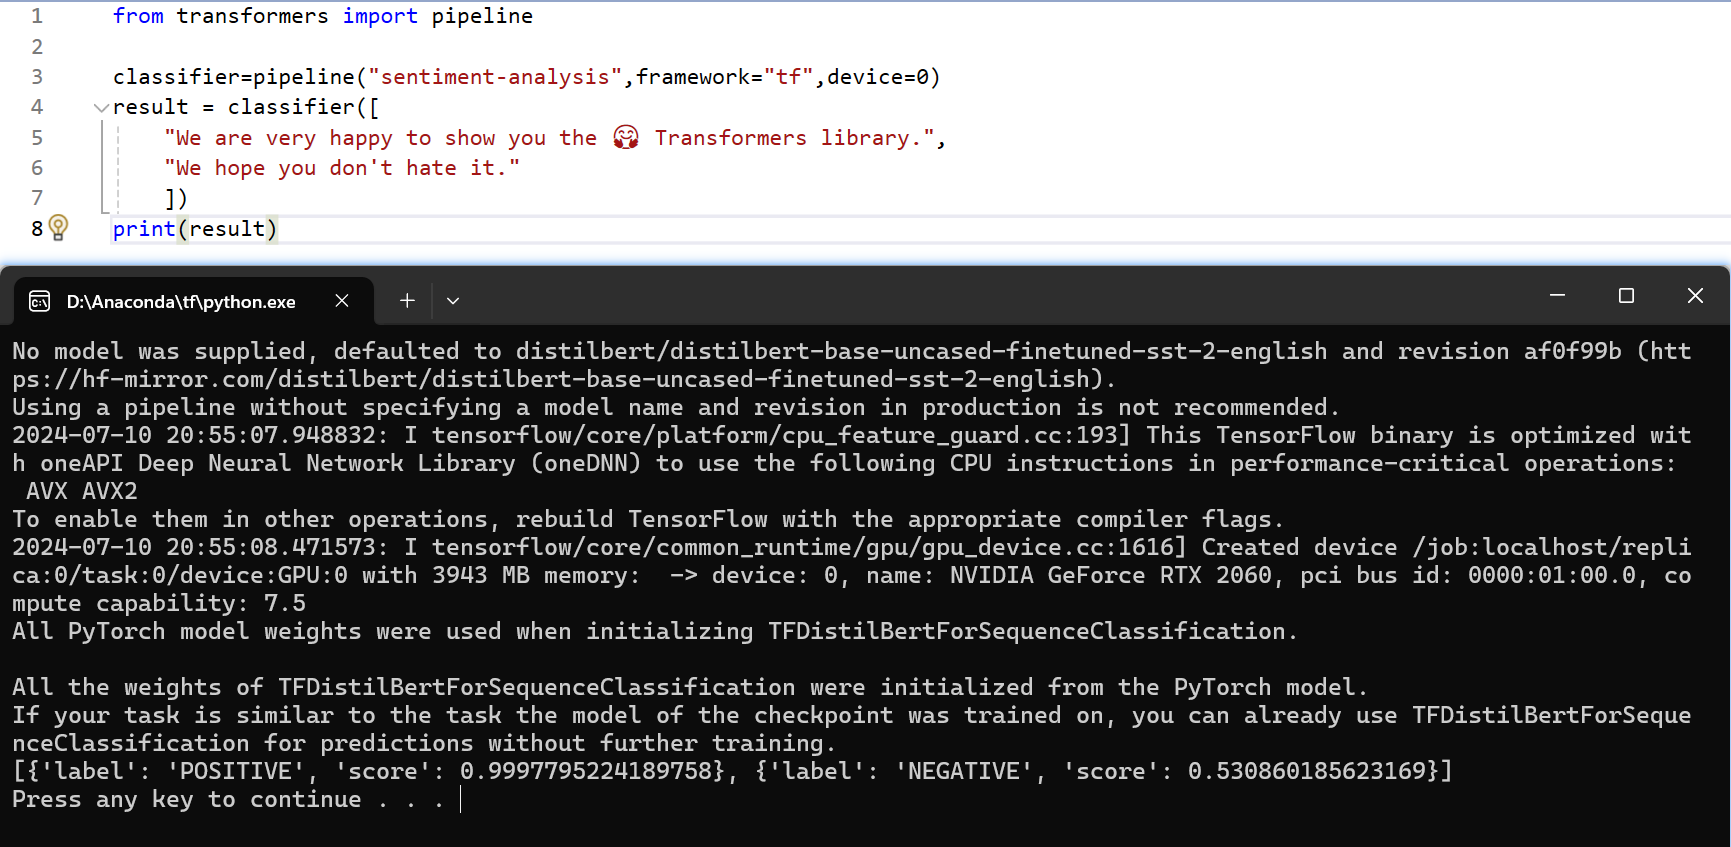 1 from transformers import pipeline
2
3 classifier=pipeline("sentiment-analysis",framework="tf",device=0)
4 result = classifier([
5 "We are very happy to show you the 🤗 Transformers library.",
6 "We hope you don't hate it."
7 ])
8 print(result)
D:\Anaconda\tf\python.exe
No model was supplied, defaulted to distilbert/distilbert-base-uncased-finetuned-sst-2-english and revision af0f99b (htt
ps://hf-mirror.com/distilbert/distilbert-base-uncased-finetuned-sst-2-english).
Using a pipeline without specifying a model name and revision in production is not recommended.
2024-07-10 20:55:07.948832: I tensorflow/core/platform/cpu_feature_guard.cc:193] This TensorFlow binary is optimized wit
h oneAPI Deep Neural Network Library (oneDNN) to use the following CPU instructions in performance-critical operations:
 AVX AVX2
To enable them in other operations, rebuild TensorFlow with the appropriate compiler flags.
2024-07-10 20:55:08.471573: I tensorflow/core/common_runtime/gpu/gpu_device.cc:1616] Created device /job:localhost/repli
ca:0/task:0/device:GPU:0 with 3943 MB memory:  -> device: 0, name: NVIDIA GeForce RTX 2060, pci bus id: 0000:01:00.0, co
mpute capability: 7.5
All PyTorch model weights were used when initializing TFDistilBertForSequenceClassification.
All the weights of TFDistilBertForSequenceClassification were initialized from the PyTorch model.
If your task is similar to the task the model of the checkpoint was trained on, you can already use TFDistilBertForSeque
nceClassification for predictions without further training.
[{'label': 'POSITIVE', 'score': 0.9997795224189758}, {'label': 'NEGATIVE', 'score': 0.530860185623169}]
Press any key to continue . . .